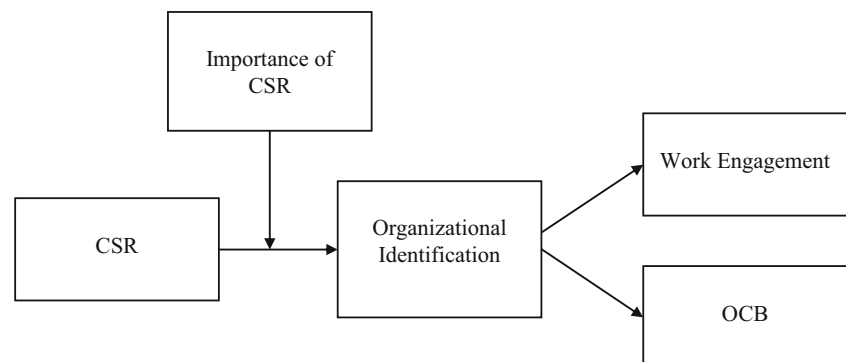 Importance of
CSR
Work Engagement
CSR
Organizational
Identification
OCB